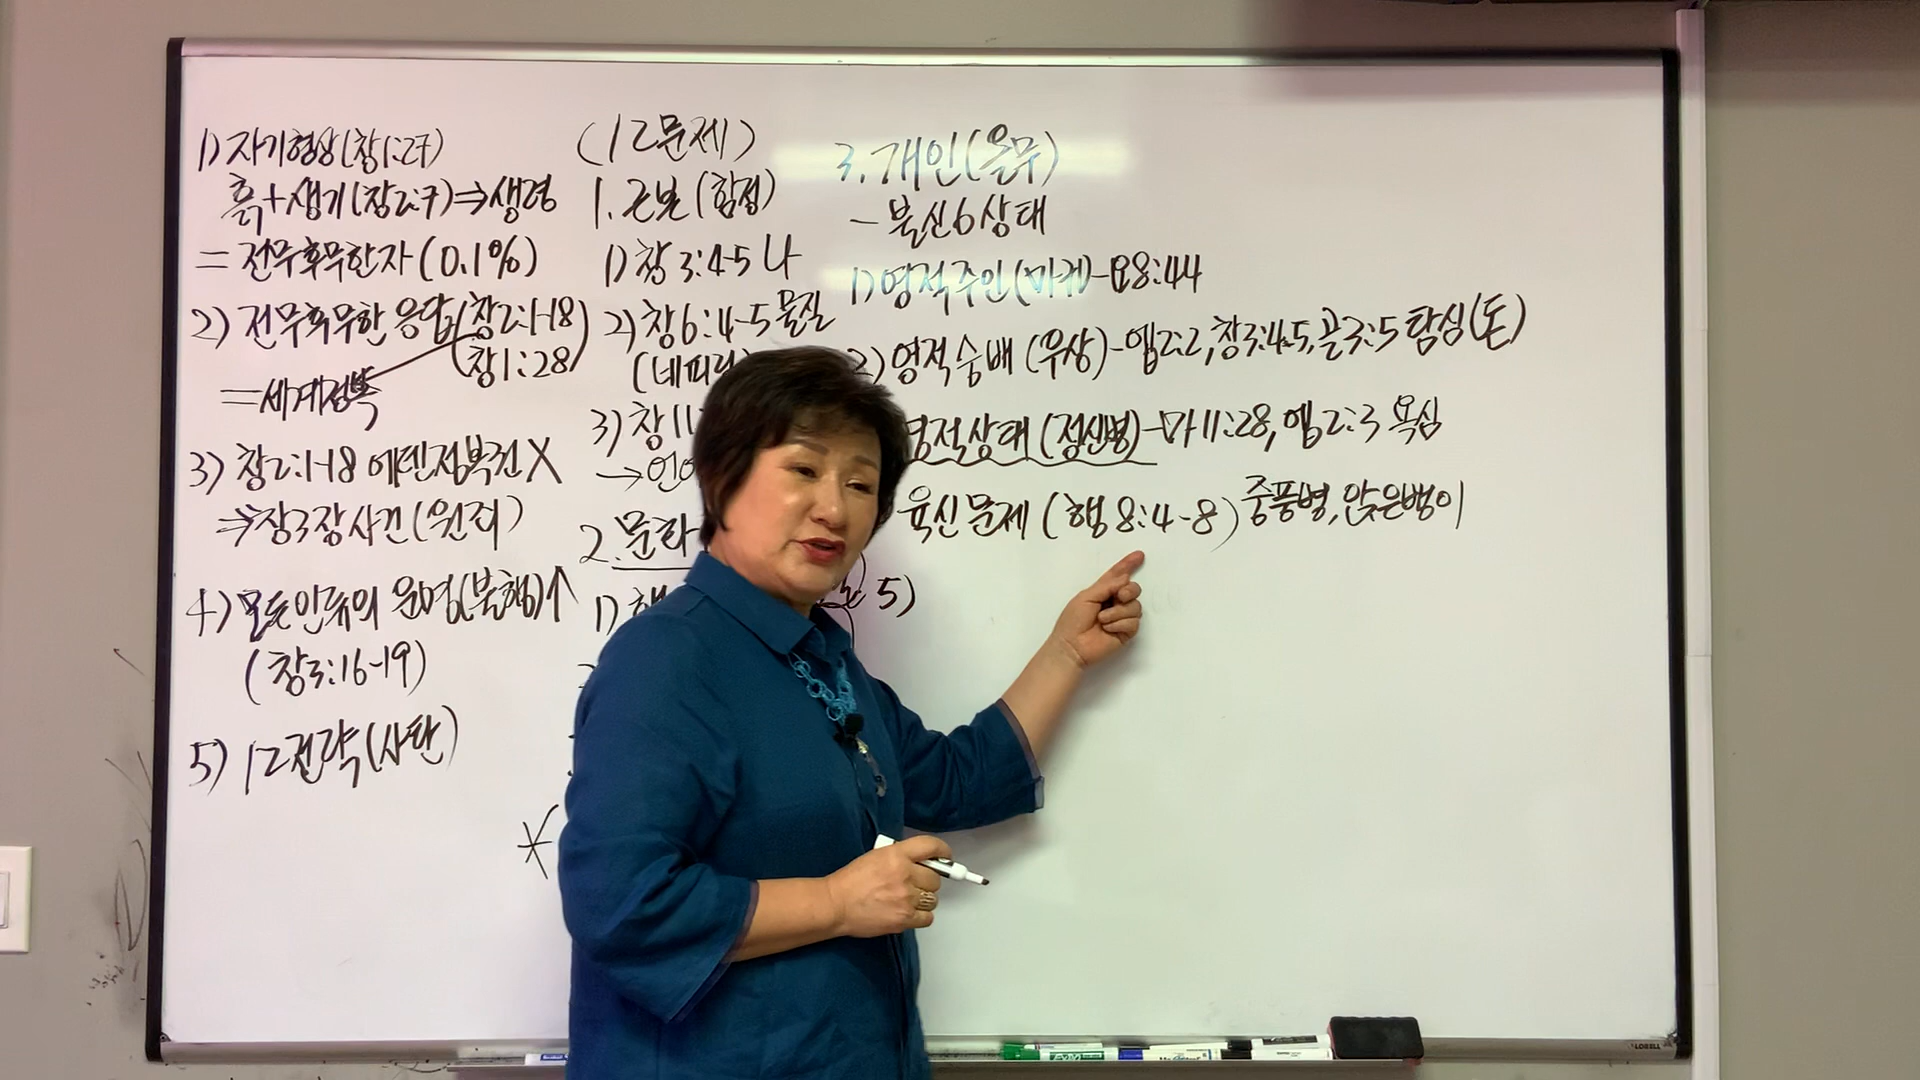 1) 자기형상(창1:27)
흙+생기(창2:7)⇒생령
= 전무후무한자(0.1%)
2) 전무후무한 응답(창2:1-18)
(창1:28)
=세계정복
3) 창2:1-18 에덴정복권 X
⇒창3장사건(원죄)
4) 모든인류의 운명(불행)↑
(창3:16-19)
5) 12전략(사탄)
(12문제)
1. 근본(함정)
1) 창3:4-5 나
2) 창6:4-5 물질
(네피림
3) 창11:
→
2. 문화
1) 행
*
3. 개인(올무)
- 불신6상태
1) 영적주인(마귀)-요8:44
2) 영적숭배(우상)-엡2:2, 창3:4-5, 골3:5 탐심(돈)
영적상태(정신병)-마11:28, 엡2:3 욕심
육신문제(행8:4-8) 중풍병, 앉은뱅이
5)
LORELL
EXPO